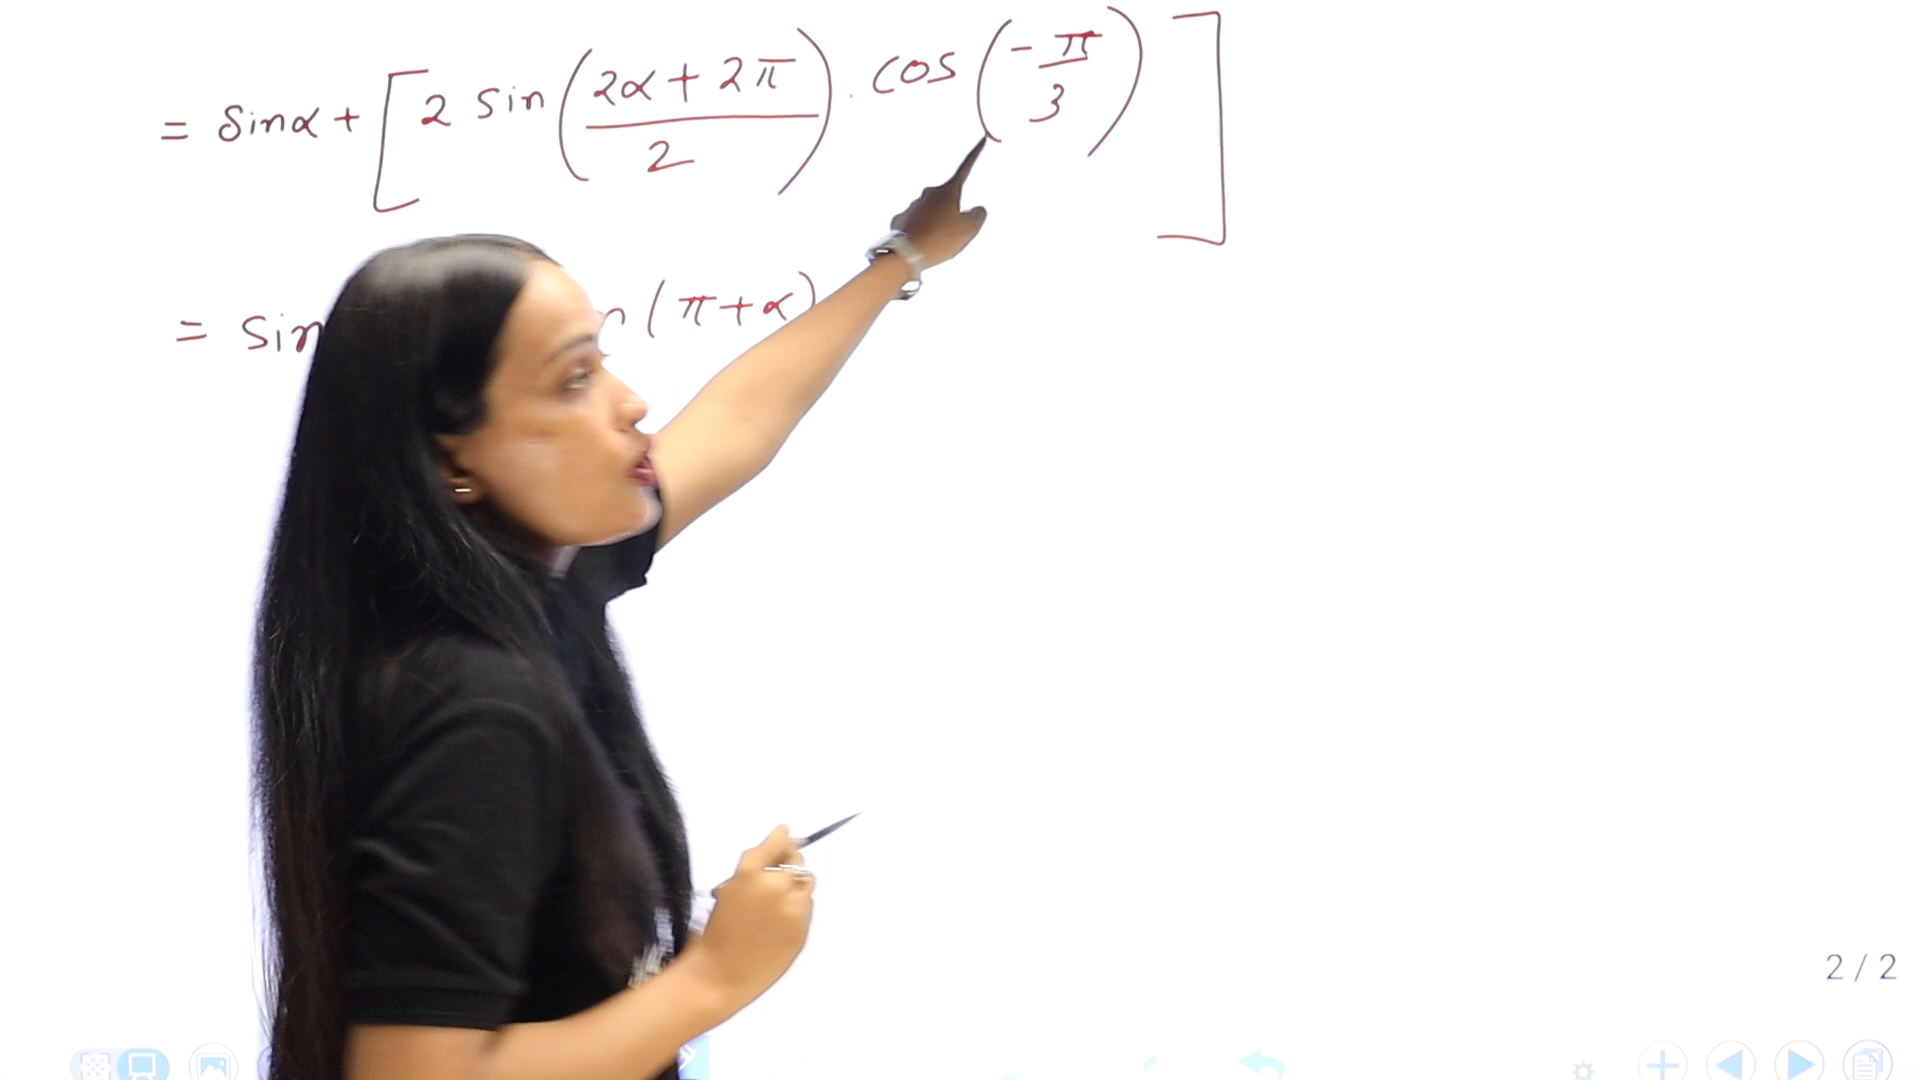 = sinα + [ 2 sin ( (2α + 2π) / 2 ) . cos ( -π / 3 ) ]
= sin (π + α)
2 / 2